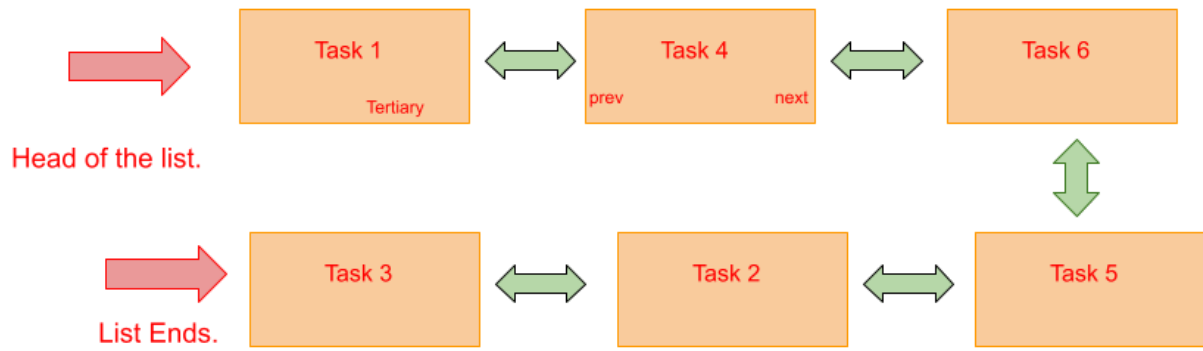 Task 1
Task 4
Task 6
Tertiary
prev
next
Head of the list.
Task 3
Task 2
Task 5
List Ends.